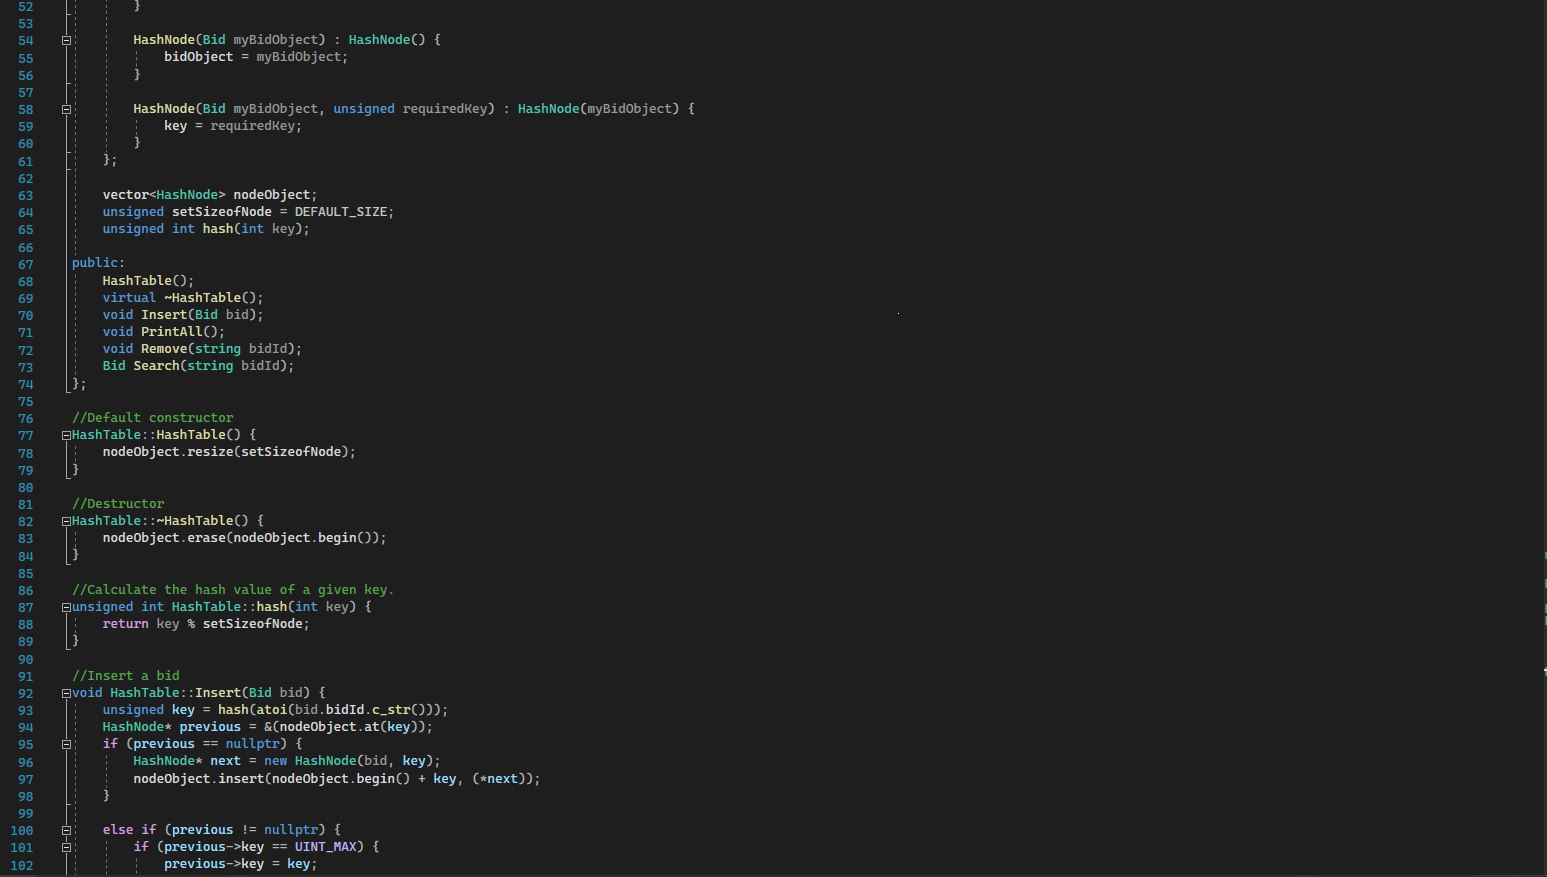 52 }
53
54 HashNode(Bid myBidObject) : HashNode() {
55 bidObject = myBidObject;
56 }
57
58 HashNode(Bid myBidObject, unsigned requiredKey) : HashNode(myBidObject) {
59 key = requiredKey;
60 }
61 };
62
63 vector<HashNode> nodeObject;
64 unsigned setSizeofNode = DEFAULT_SIZE;
65 unsigned int hash(int key);
66
67 public:
68 HashTable();
69 virtual ~HashTable();
70 void Insert(Bid bid);
71 void PrintAll();
72 void Remove(string bidId);
73 Bid Search(string bidId);
74 };
75
76 //Default constructor
77 HashTable::HashTable() {
78 nodeObject.resize(setSizeofNode);
79 }
80
81 //Destructor
82 HashTable::~HashTable() {
83 nodeObject.erase(nodeObject.begin());
84 }
85
86 //Calculate the hash value of a given key.
87 unsigned int HashTable::hash(int key) {
88 return key % setSizeofNode;
89 }
90
91 //Insert a bid
92 void HashTable::Insert(Bid bid) {
93 unsigned key = hash(atoi(bid.bidId.c_str()));
94 HashNode* previous = &(nodeObject.at(key));
95 if (previous == nullptr) {
96 HashNode* next = new HashNode(bid, key);
97 nodeObject.insert(nodeObject.begin() + key, (*next));
98 }
99
100 else if (previous != nullptr) {
101 if (previous->key == UINT_MAX) {
102 previous->key = key;